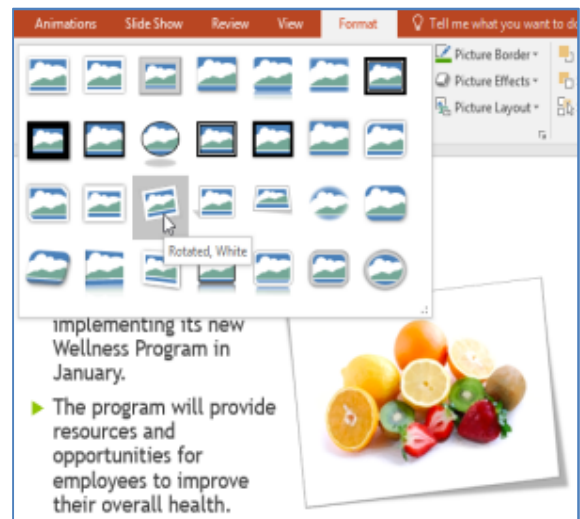 Animations Slide Show Review View Format Tell me what you want to do
Picture Border
Picture Effects
Picture Layout
Rotated, White
implementing its new
Wellness Program in
January.
The program will provide
resources and
opportunities for
employees to improve
their overall health.